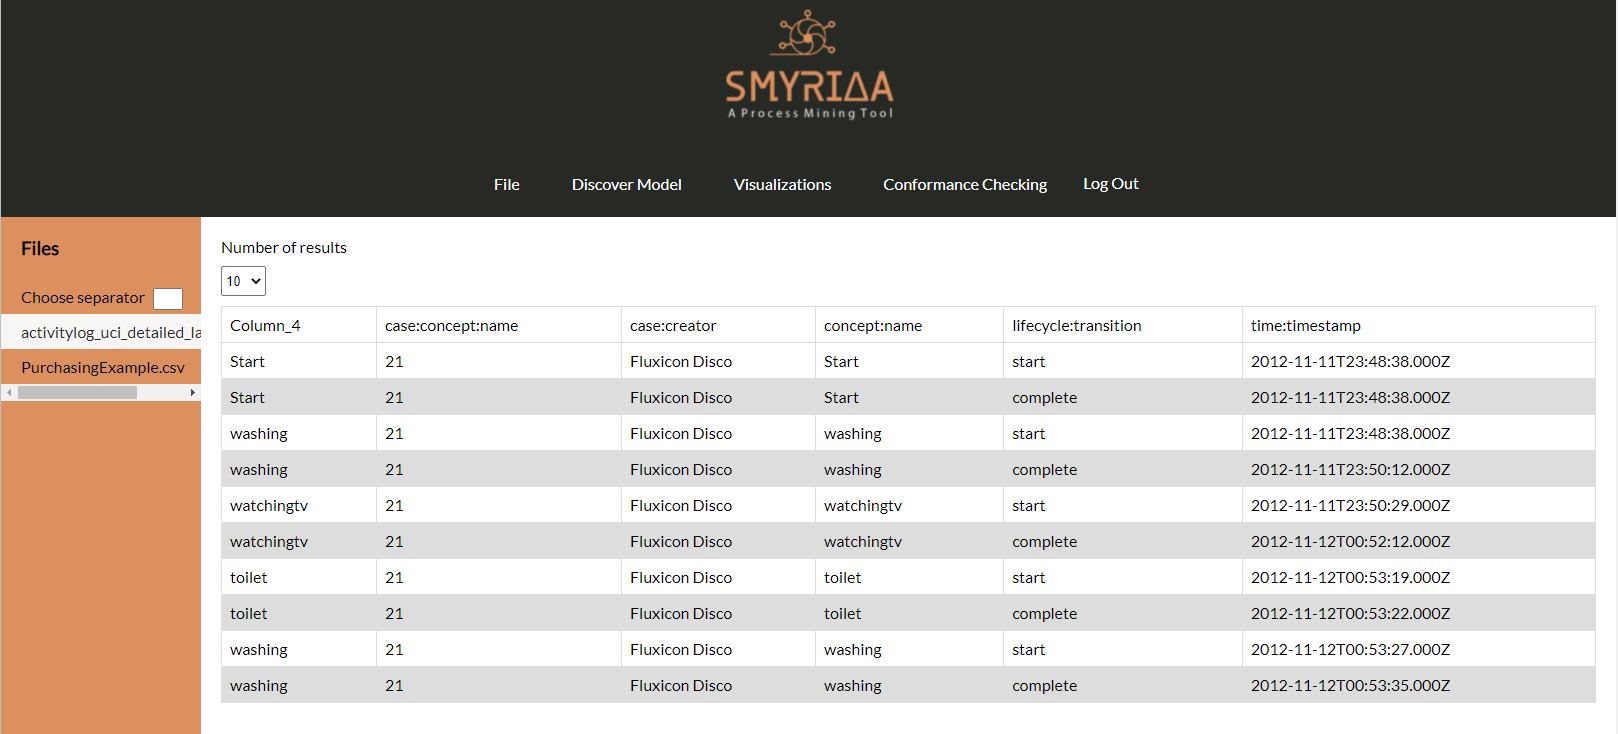 SMYRIΔA
A Process Mining Tool
File Discover Model Visualizations Conformance Checking Log Out
Files
Choose separator
activitylog_uci_detailed_la
PurchasingExample.csv
Number of results
10
Column_4 case:concept:name case:creator concept:name lifecycle:transition time:timestamp
Start 21 Fluxicon Disco Start start 2012-11-11T23:48:38.000Z
Start 21 Fluxicon Disco Start complete 2012-11-11T23:48:38.000Z
washing 21 Fluxicon Disco washing start 2012-11-11T23:48:38.000Z
washing 21 Fluxicon Disco washing complete 2012-11-11T23:50:12.000Z
watchingtv 21 Fluxicon Disco watchingtv start 2012-11-11T23:50:29.000Z
watchingtv 21 Fluxicon Disco watchingtv complete 2012-11-12T00:52:12.000Z
toilet 21 Fluxicon Disco toilet start 2012-11-12T00:53:19.000Z
toilet 21 Fluxicon Disco toilet complete 2012-11-12T00:53:22.000Z
washing 21 Fluxicon Disco washing start 2012-11-12T00:53:27.000Z
washing 21 Fluxicon Disco washing complete 2012-11-12T00:53:35.000Z